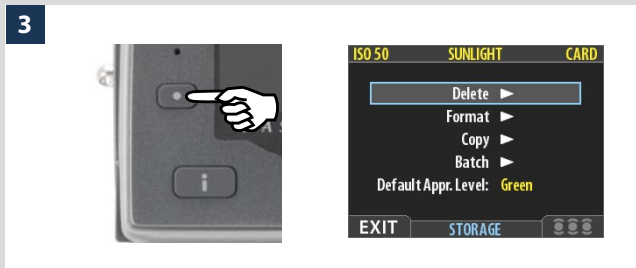 3
ISO 50 SUNLIGHT CARD
Delete ►
Format ►
Copy ►
Batch ►
Default Appr. Level: Green
EXIT STORAGE
i
A S